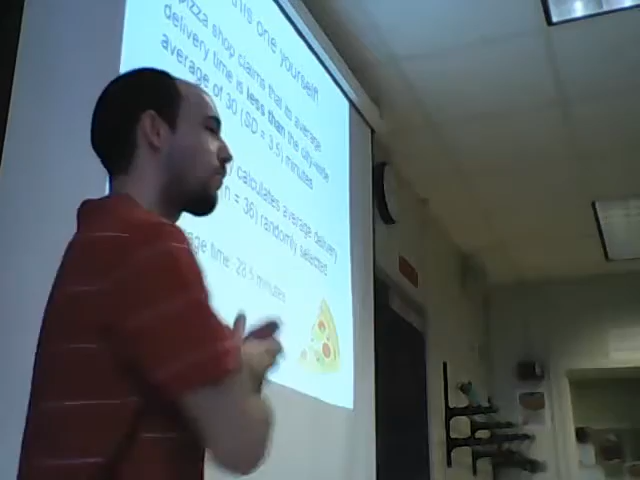 this one yourself!
pizza shop claims that its average
delivery time is less than the city-wide
average of 30 (SD = 3.5) minutes
calculates average delivery
n = 36) randomly selected
time: 28.5 minutes